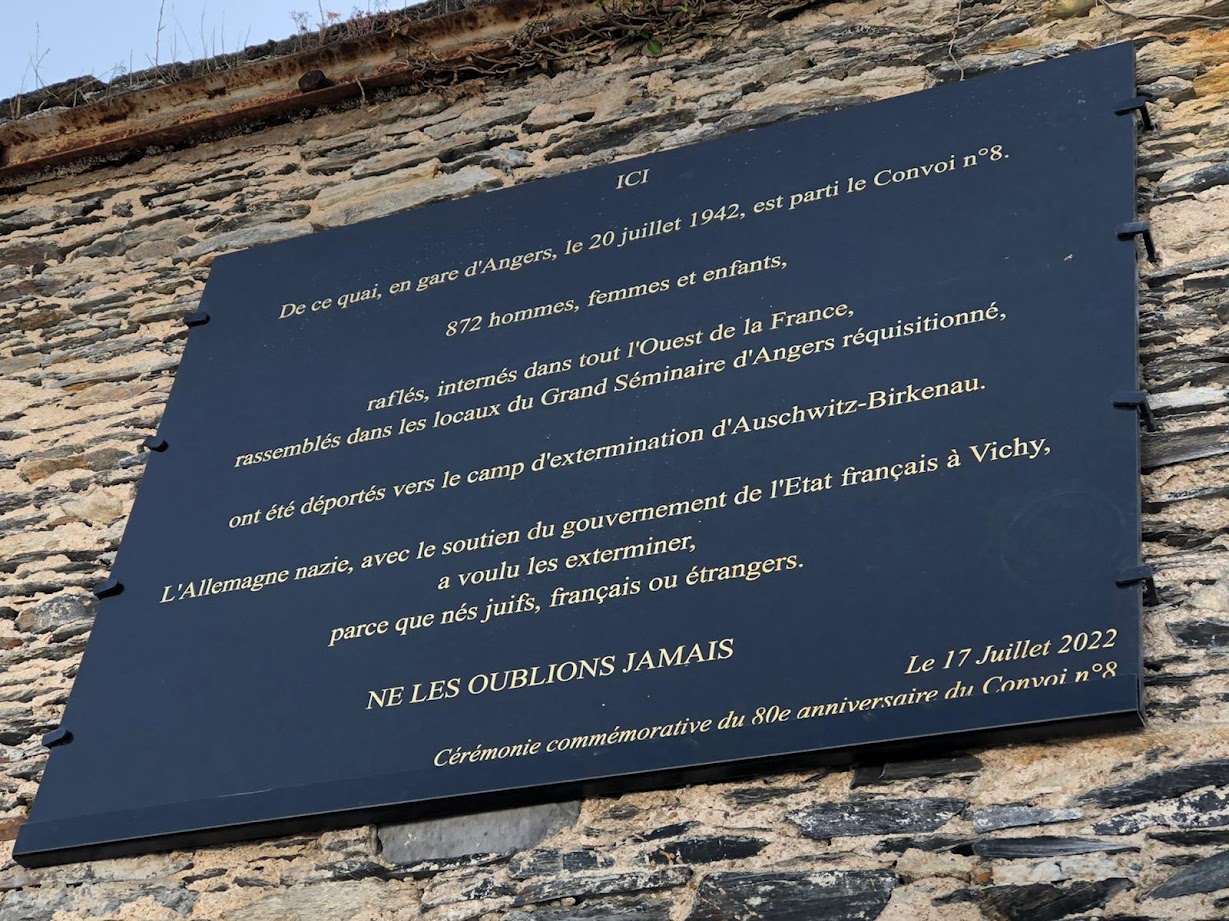 ICI
De ce quai, en gare d'Angers, le 20 juillet 1942, est parti le Convoi n°8.
872 hommes, femmes et enfants,
raflés, internés dans tout l'Ouest de la France,
rassemblés dans les locaux du Grand Séminaire d'Angers réquisitionné,
ont été déportés vers le camp d'extermination d'Auschwitz-Birkenau.
L'Allemagne nazie, avec le soutien du gouvernement de l'Etat français à Vichy,
a voulu les exterminer,
parce que nés juifs, français ou étrangers.
NE LES OUBLIONS JAMAIS
Le 17 Juillet 2022
Cérémonie commémorative du 80e anniversaire du Convoi n°8